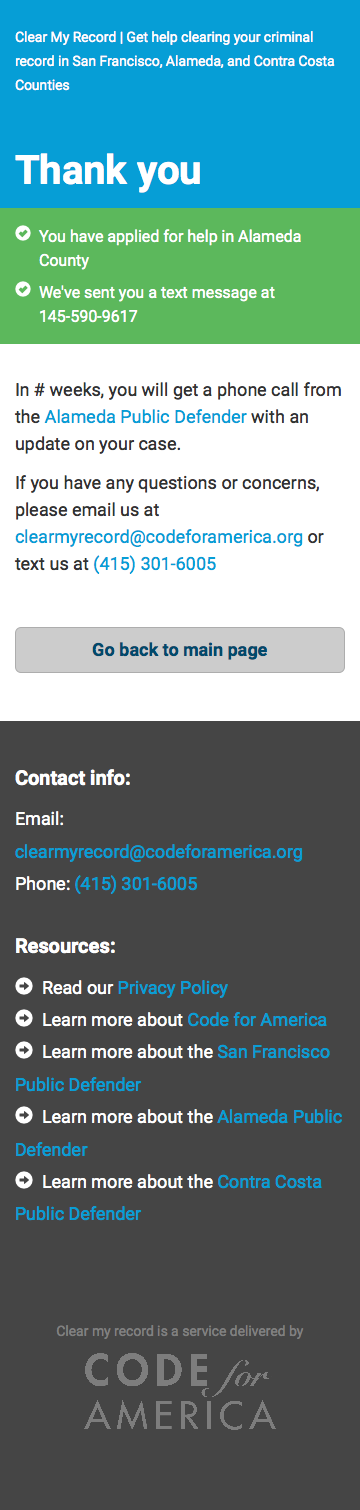 Clear My Record | Get help clearing your criminal
record in San Francisco, Alameda, and Contra Costa
Counties
Thank you
You have applied for help in Alameda
County
We've sent you a text message at
145-590-9617
In # weeks, you will get a phone call from
the Alameda Public Defender with an
update on your case.
If you have any questions or concerns,
please email us at
clearmyrecord@codeforamerica.org or
text us at (415) 301-6005
Go back to main page
Contact info:
Email:
clearmyrecord@codeforamerica.org
Phone: (415) 301-6005
Resources:
Read our Privacy Policy
Learn more about Code for America
Learn more about the San Francisco
Public Defender
Learn more about the Alameda Public
Defender
Learn more about the Contra Costa
Public Defender
Clear my record is a service delivered by
CODE for
AMERICA